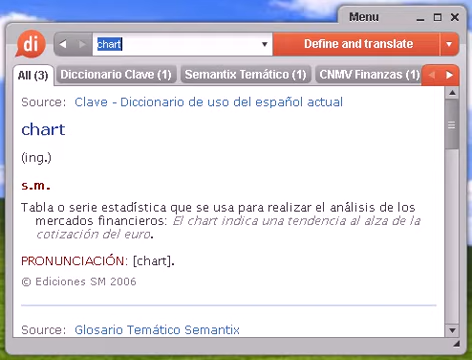 Menu
di
chart
Define and translate
All (3)
Diccionario Clave (1)
Semantix Temático (1)
CNMV Finanzas (1)
Source: Clave - Diccionario de uso del español actual
chart
(ing.)
s.m.
Tabla o serie estadística que se usa para realizar el análisis de los
mercados financieros: El chart indica una tendencia al alza de la
cotización del euro.
PRONUNCIACIÓN: [chart].
© Ediciones SM 2006
Source: Glosario Temático Semantix